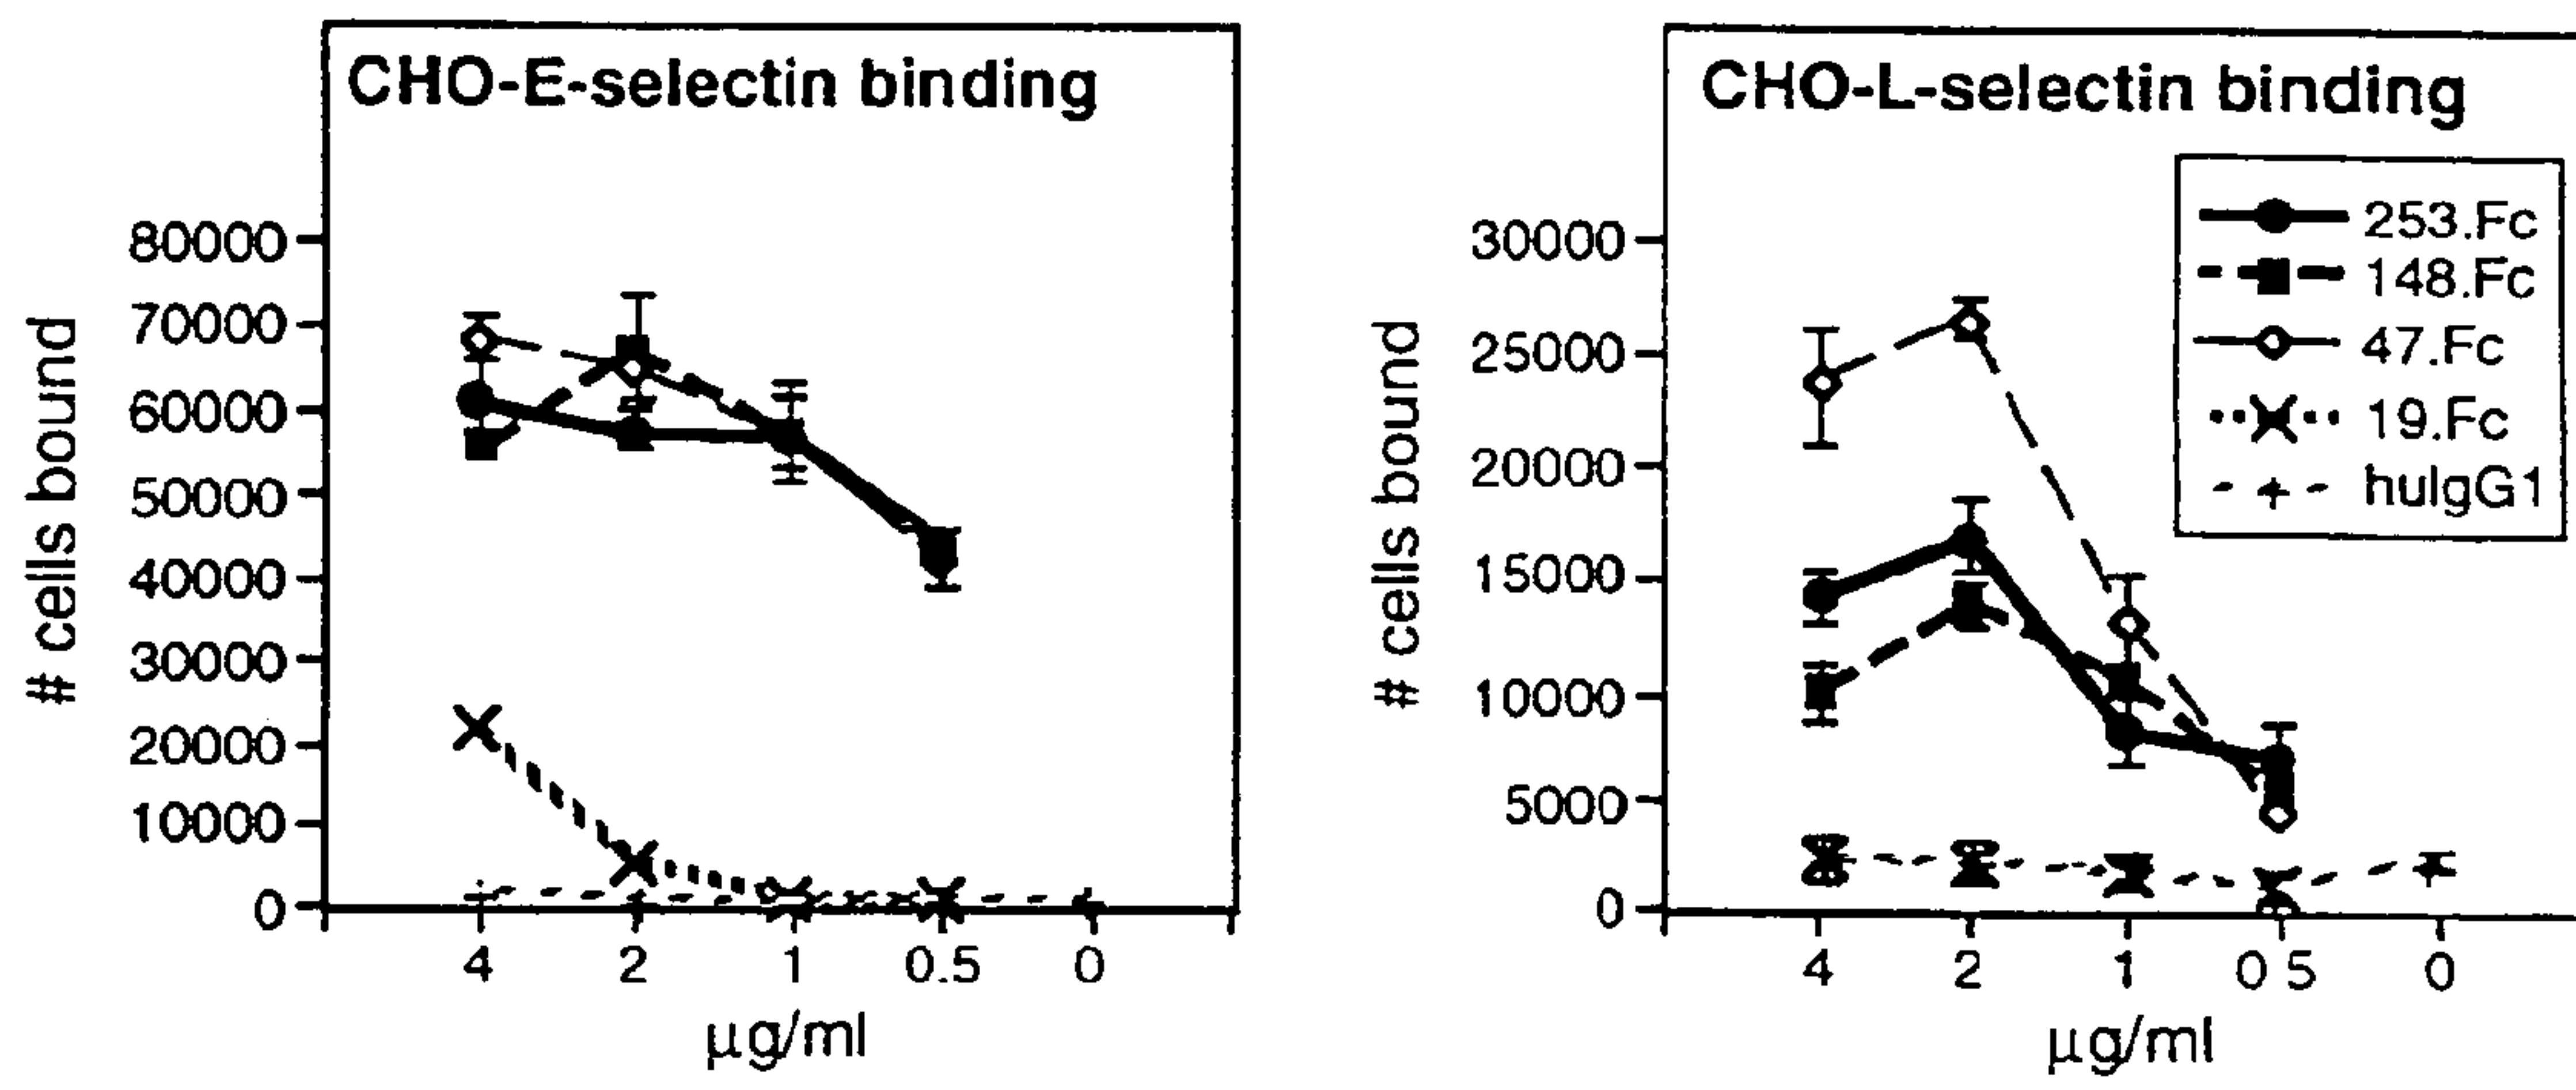 CHO-E-selectin binding
# cells bound
80000
70000
60000
50000
40000
30000
20000
10000
0
4 2 1 0.5 0
µg/ml
CHO-L-selectin binding
# cells bound
30000
25000
20000
15000
10000
5000
0
253.Fc
148.Fc
47.Fc
19.Fc
huIgG1
4 2 1 0 5 0
µg/ml